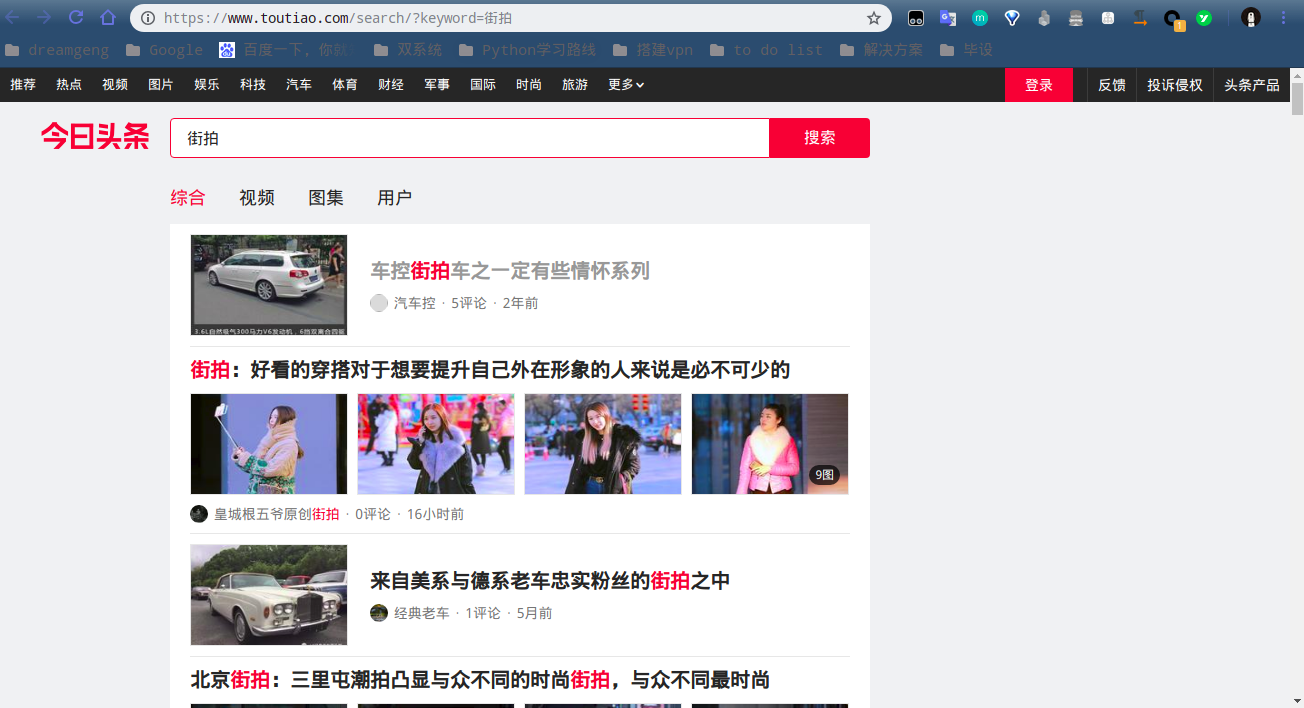 https://www.toutiao.com/search/?keyword=街拍
1
dreamgeng Google 百度一下，你就 双系统 Python学习路线 搭建vpn to do list 解决方案 毕设
推荐 热点 视频 图片 娱乐 科技 汽车 体育 财经 军事 国际 时尚 旅游 更多 登录 反馈 投诉侵权 头条产品
今日头条 街拍 搜索
综合 视频 图集 用户
车控街拍车之一定有些情怀系列
汽车控 · 5评论 · 2年前
3.6L自然吸气300马力V6发动机，6挡双离合四驱
街拍：好看的穿搭对于想要提升自己外在形象的人来说是必不可少的
9图
皇城根五爷原创街拍 · 0评论 · 16小时前
来自美系与德系老车忠实粉丝的街拍之中
经典老车 · 1评论 · 5月前
北京街拍：三里屯潮拍凸显与众不同的时尚街拍，与众不同最时尚